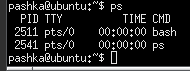 pashka@ubuntu:~$ ps
  PID TTY          TIME CMD
 2511 pts/0    00:00:00 bash
 2541 pts/0    00:00:00 ps
pashka@ubuntu:~$